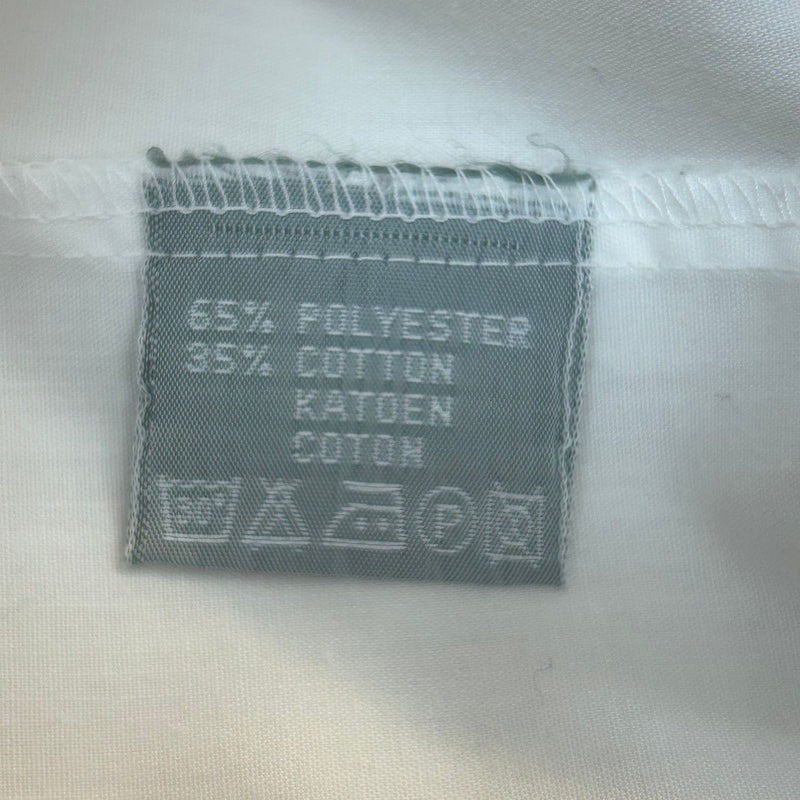 65% POLYESTER
35% COTTON
KATOEN
COTON
P